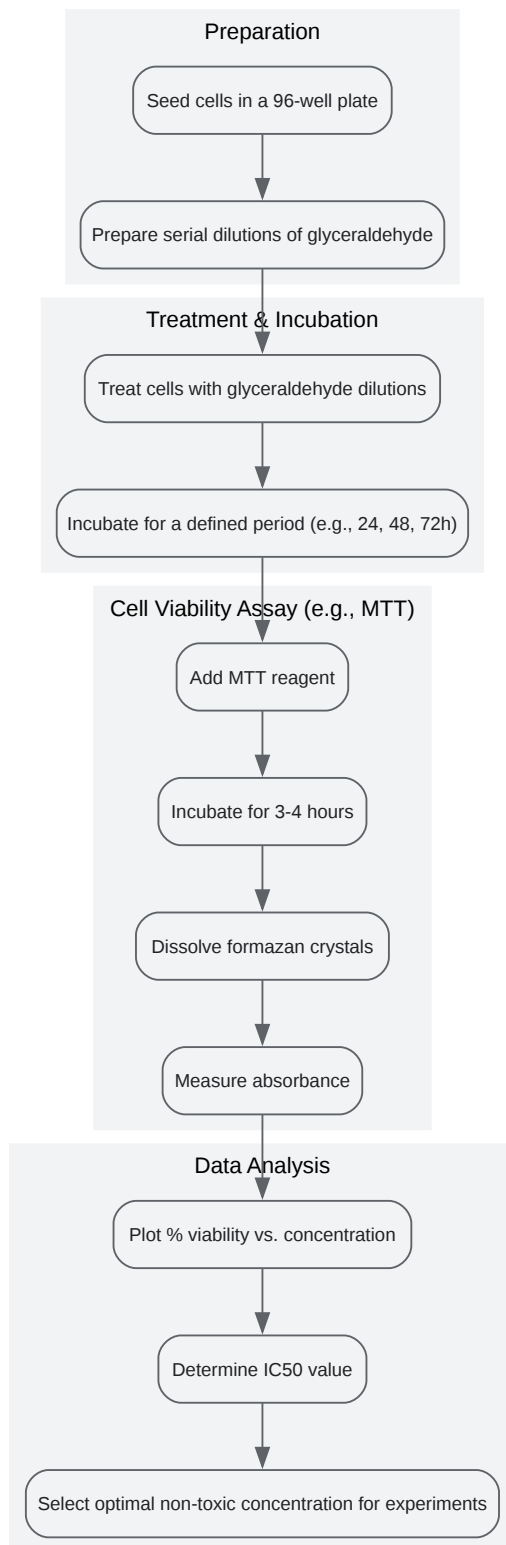 Preparation
Seed cells in a 96-well plate
Prepare serial dilutions of glyceraldehyde
Treatment & Incubation
Treat cells with glyceraldehyde dilutions
Incubate for a defined period (e.g., 24, 48, 72h)
Cell Viability Assay (e.g., MTT)
Add MTT reagent
Incubate for 3-4 hours
Dissolve formazan crystals
Measure absorbance
Data Analysis
Plot % viability vs. concentration
Determine IC50 value
Select optimal non-toxic concentration for experiments